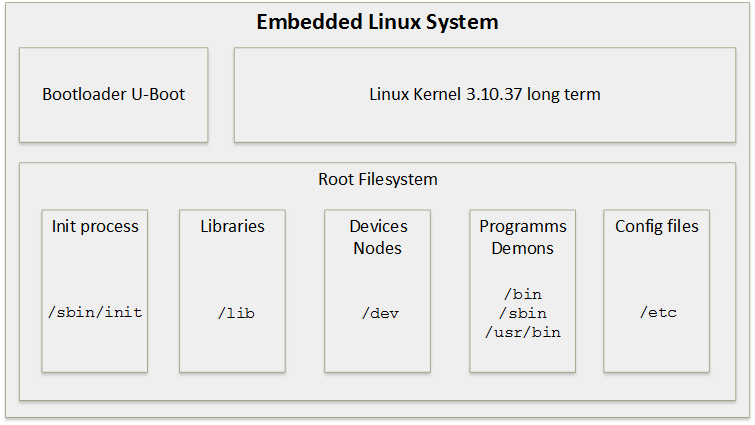 Embedded Linux System
Bootloader U-Boot
Linux Kernel 3.10.37 long term
Root Filesystem
Init process
/sbin/init
Libraries
/lib
Devices
Nodes
/dev
Programms
Demons
/bin
/sbin
/usr/bin
Config files
/etc